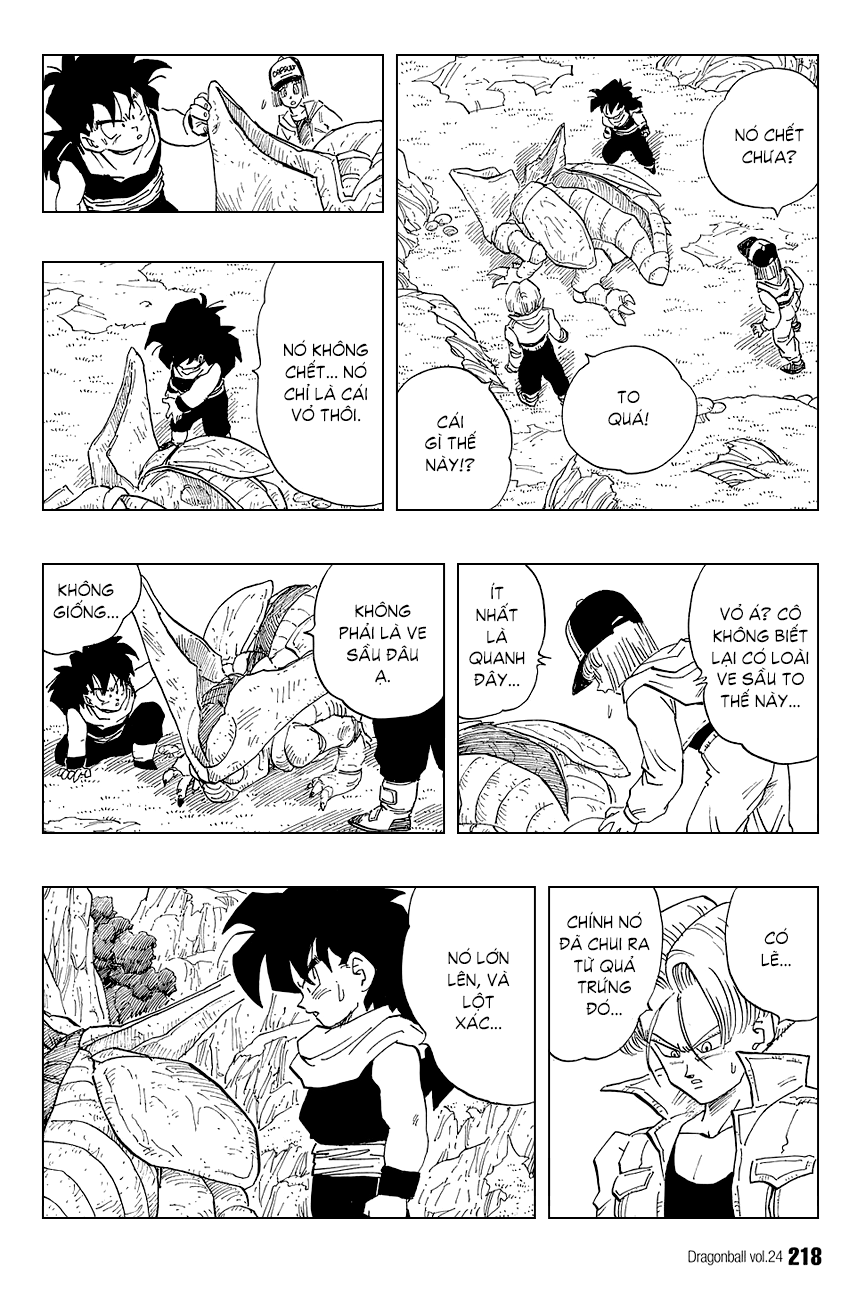 CAPSULE
NÓ CHẾT
CHƯA?
TO
QUÁ!
CÁI
GÌ THẾ
NÀY!?
NÓ KHÔNG
CHẾT... NÓ
CHỈ LÀ CÁI
VỎ THÔI.
VỎ Á? CÔ
KHÔNG BIẾT
LẠI CÓ LOÀI
VE SẦU TO
THẾ NÀY...
ÍT
NHẤT
LÀ
QUANH
ĐÂY...
KHÔNG
PHẢI LÀ VE
SẦU ĐÂU
Ạ.
KHÔNG
GIỐNG...
CÓ
LẼ...
CHÍNH NÓ
ĐÃ CHUI RA
TỪ QUẢ
TRỨNG
ĐÓ...
NÓ LỚN
LÊN, VÀ
LỘT
XÁC...
Dragonball vol.24 218